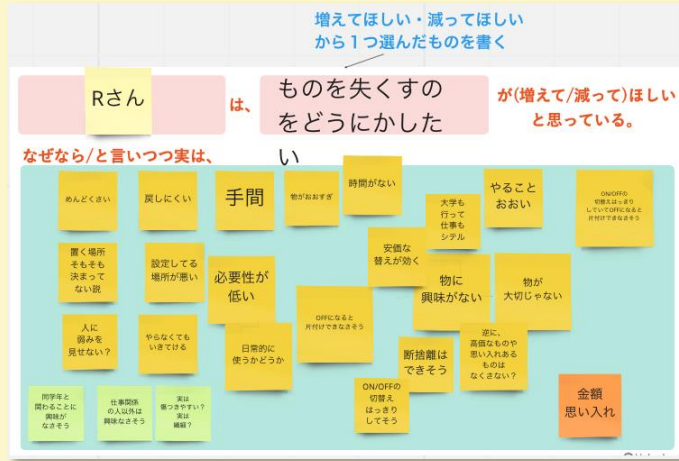 増えてほしい・減ってほしい
から1つ選んだものを書く
Rさん
は、
ものを失くすの
をどうにかした
い
が(増えて/減って)ほしい
と思っている。
なぜなら/と言いつつ実は、
めんどくさい
戻しにくい
手間
物がおおすぎ
時間がない
大学も
行って
仕事も
シテル
やること
おおい
ON/OFFの
切替えはっきり
していてOFFになると
片付けできなさそう
置く場所
そもそも
決まって
ない説
設定してる
場所が悪い
必要性が
低い
安価な
替えが効く
物に
興味がない
物が
大切じゃない
OFFになると
片付けできなさそう
人に
弱みを
見せない？
やらなくても
いきてける
日常的に
使うかどうか
断捨離は
できそう
逆に、
高価なものや
思い入れある
ものは
なくさない？
同学年と
関わることに
興味が
なさそう
仕事関係
の人以外は
興味なさそう
実は
傷つきやすい？
実は
繊細？
ON/OFFの
切替え
はっきり
してそう
金額
思い入れ